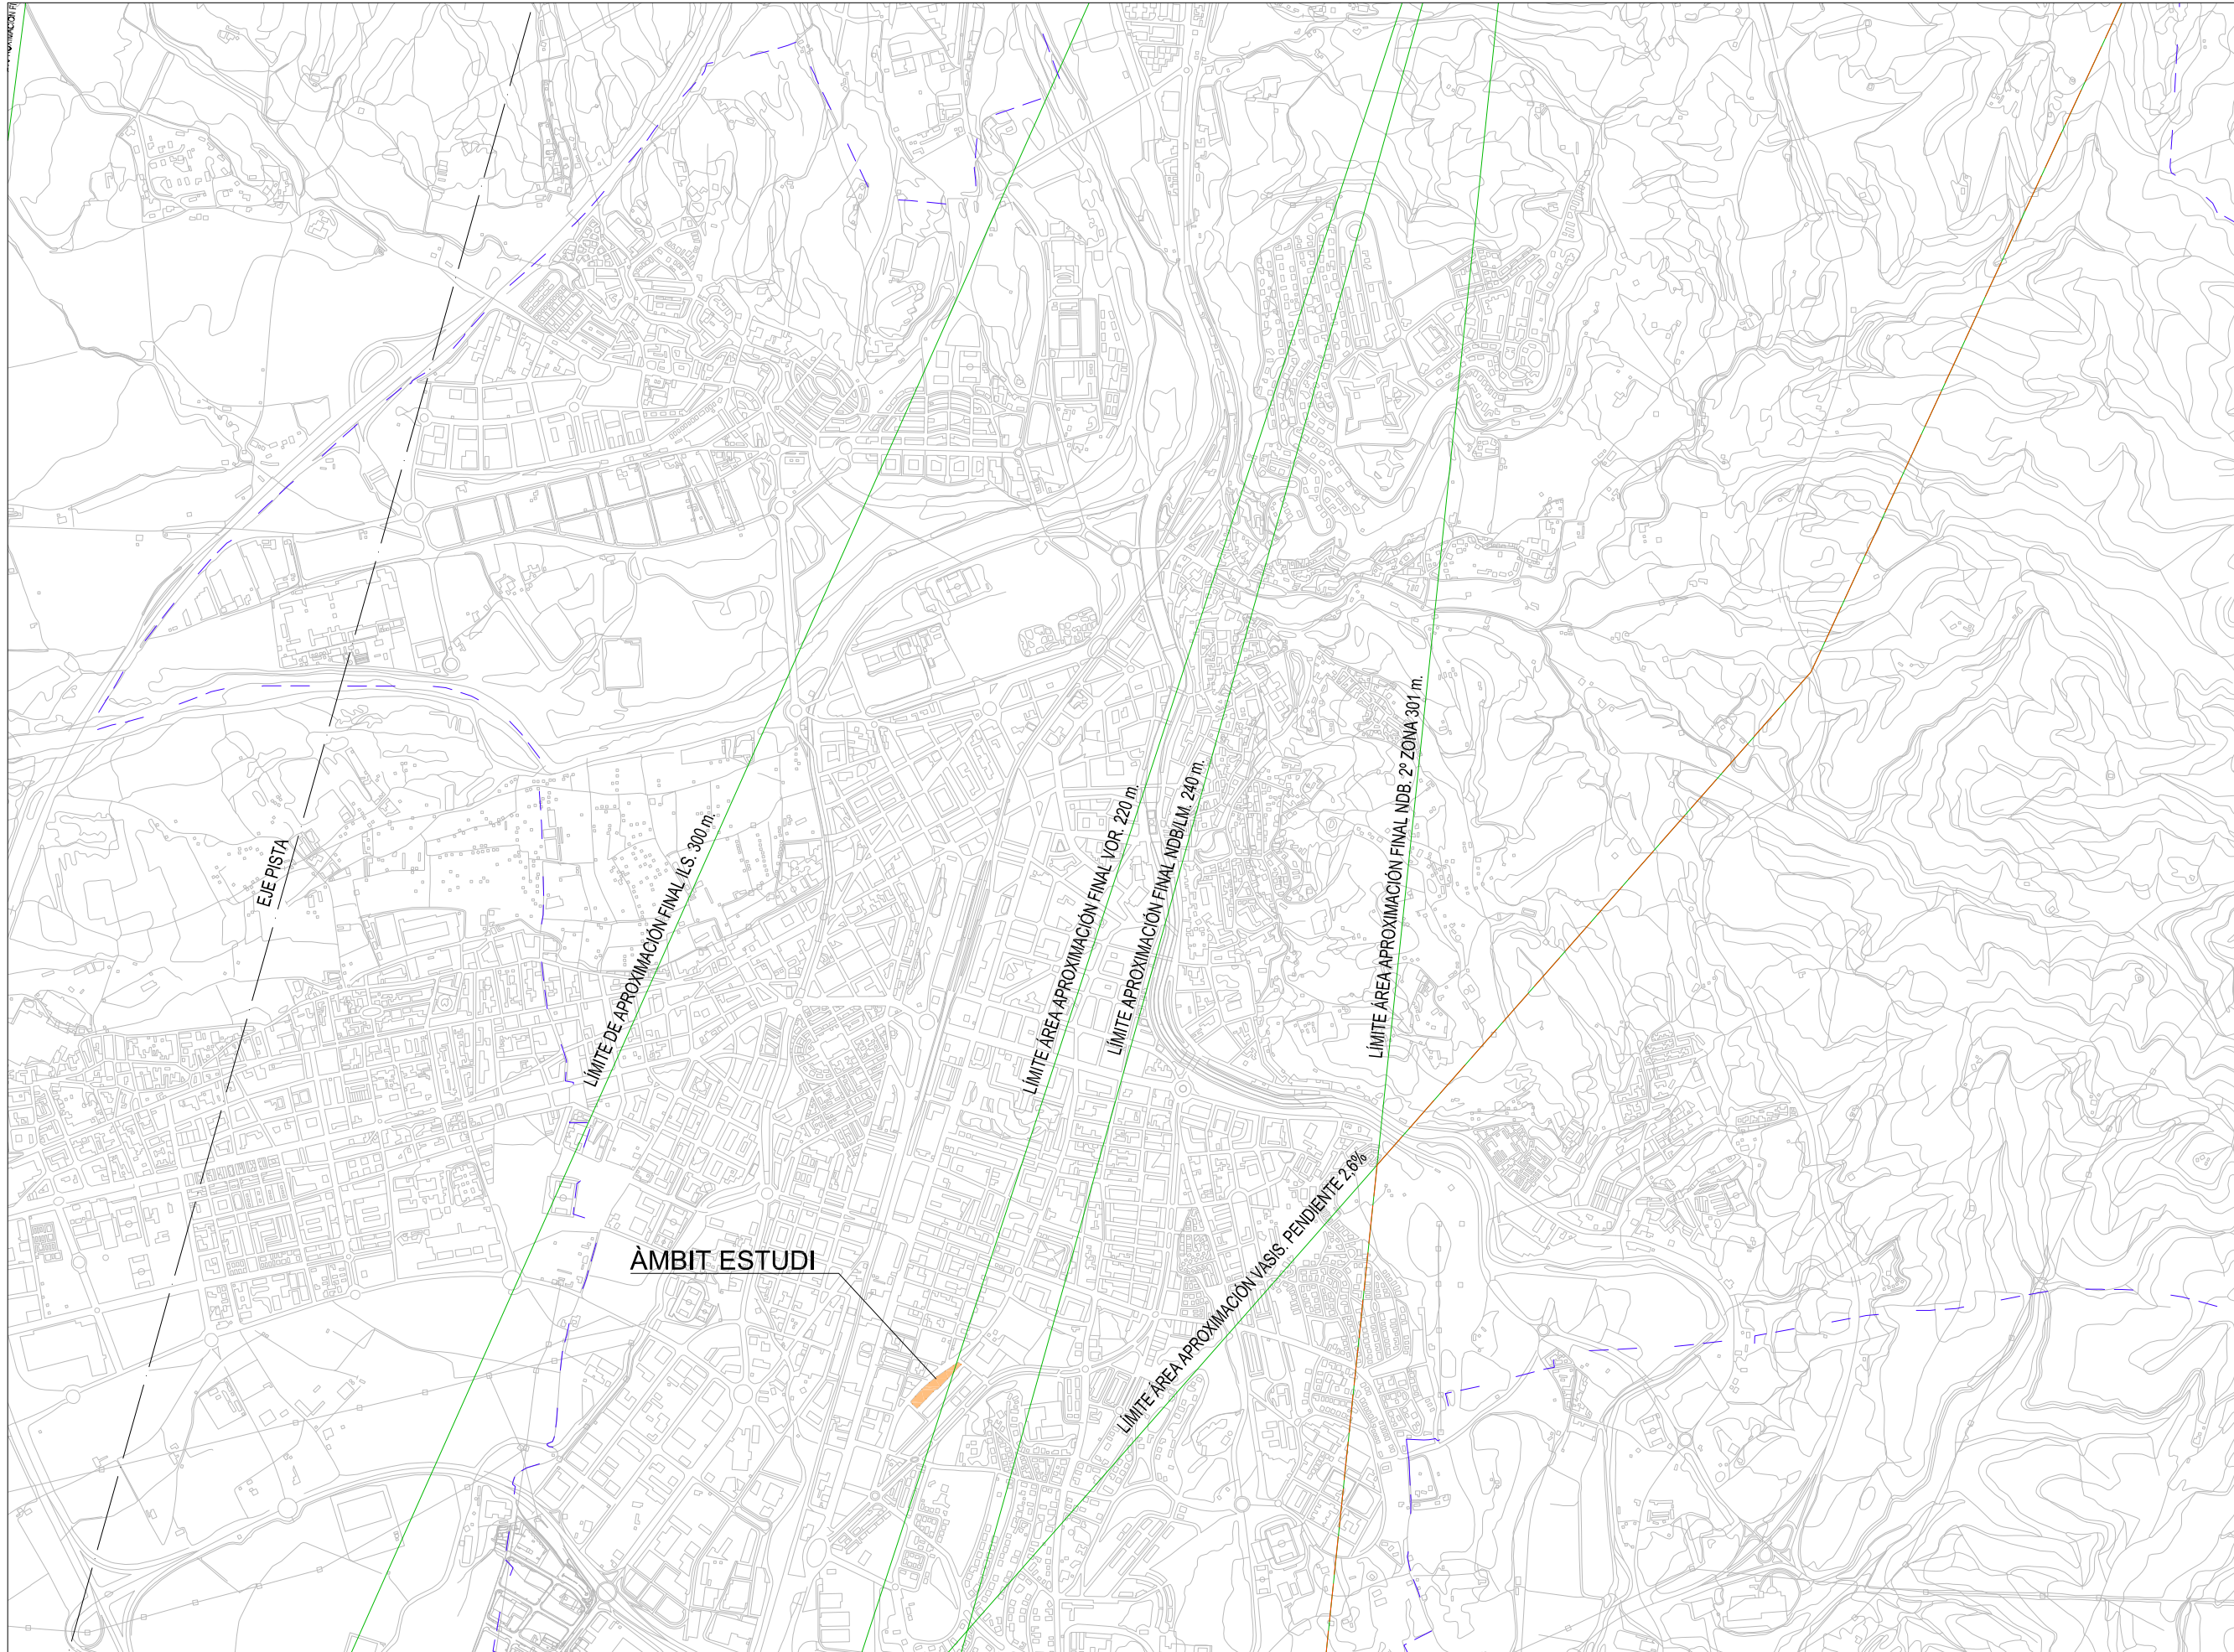 EJE PISTA
LÍMITE DE APROXIMACIÓN FINAL ILS. 300 m.
LÍMITE ÁREA APROXIMACIÓN FINAL VOR. 220 m.
LÍMITE APROXIMACIÓN FINAL NDB/LM. 240 m.
LÍMITE ÁREA APROXIMACIÓN FINAL NDB. 2º ZONA 301 m.
LÍMITE ÁREA APROXIMACIÓN VASIS. PENDIENTE 2,6%
ÀMBIT ESTUDI